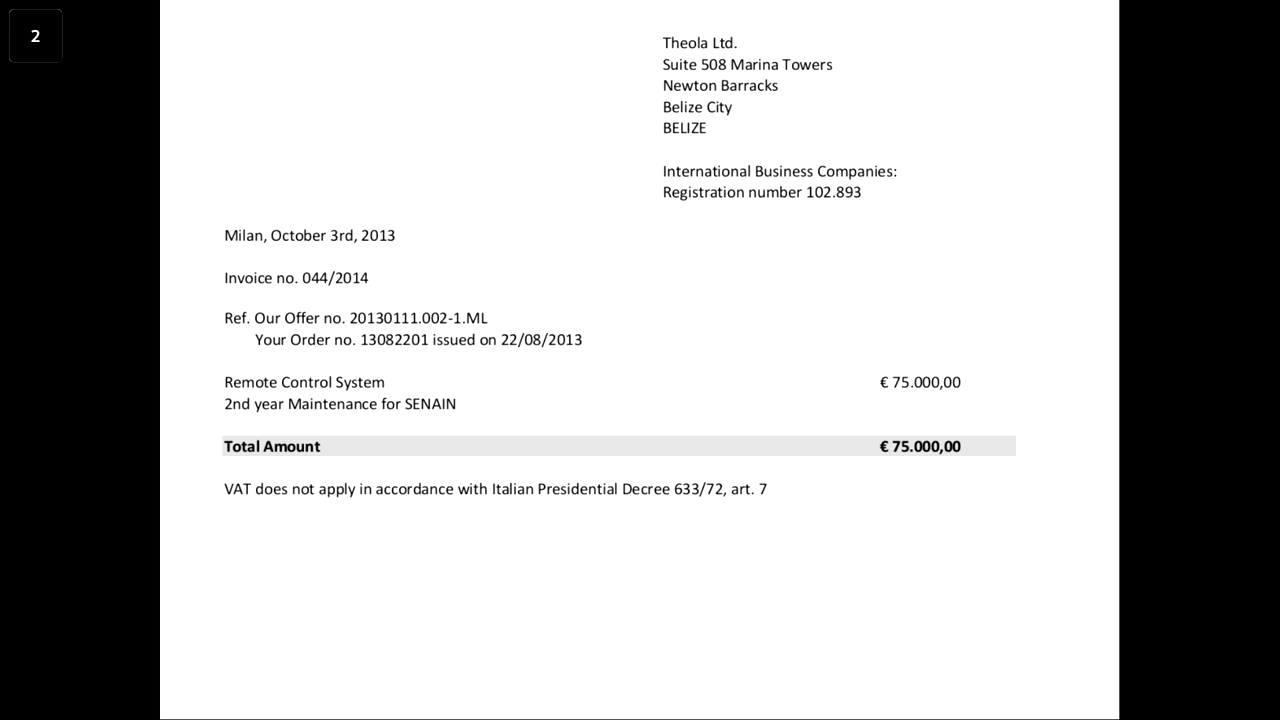 2
Theola Ltd.
Suite 508 Marina Towers
Newton Barracks
Belize City
BELIZE
International Business Companies:
Registration number 102.893
Milan, October 3rd, 2013
Invoice no. 044/2014
Ref. Our Offer no. 20130111.002-1.ML
Your Order no. 13082201 issued on 22/08/2013
Remote Control System € 75.000,00
2nd year Maintenance for SENAIN
Total Amount € 75.000,00
VAT does not apply in accordance with Italian Presidential Decree 633/72, art. 7